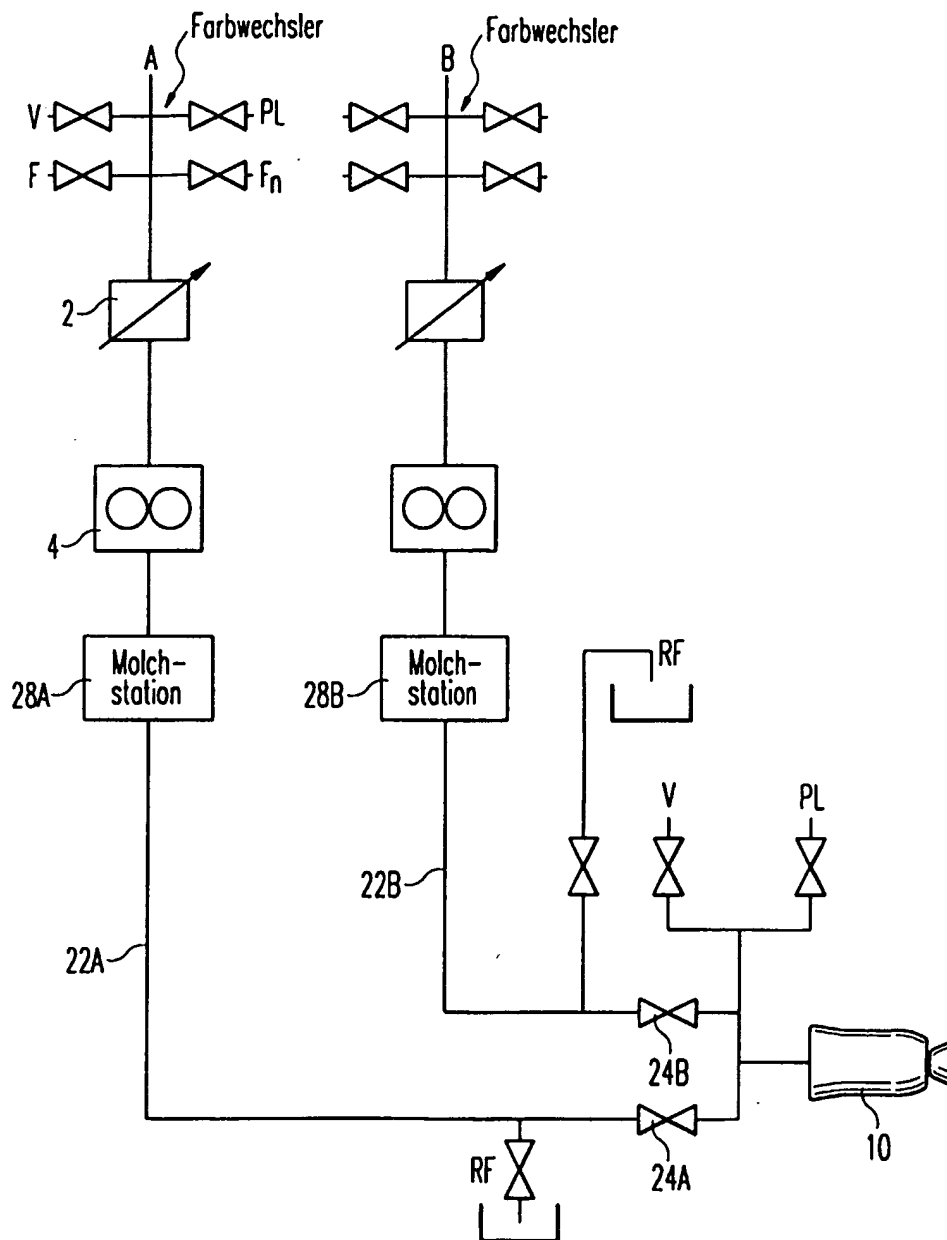 Farbwechsler
Farbwechsler
A
B
V
PL
F
Fn
2
4
Molch-
station
28A
Molch-
station
28B
RF
V
PL
22B
22A
24B
10
24A
RF